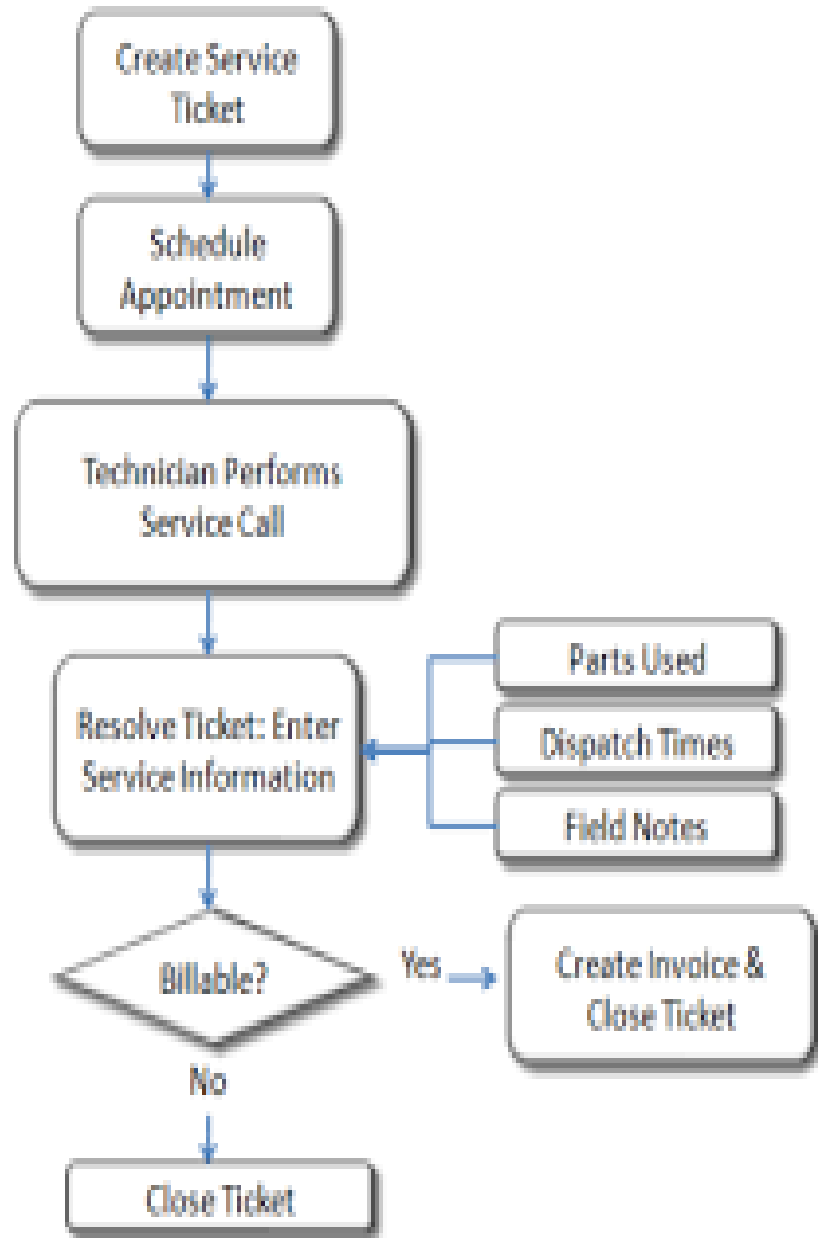 Create Service
Ticket
Schedule
Appointment
Technician Performs
Service Call
Resolve Ticket: Enter
Service Information
Parts Used
Dispatch Times
Field Notes
Billable?
Yes
Create Invoice &
Close Ticket
No
Close Ticket